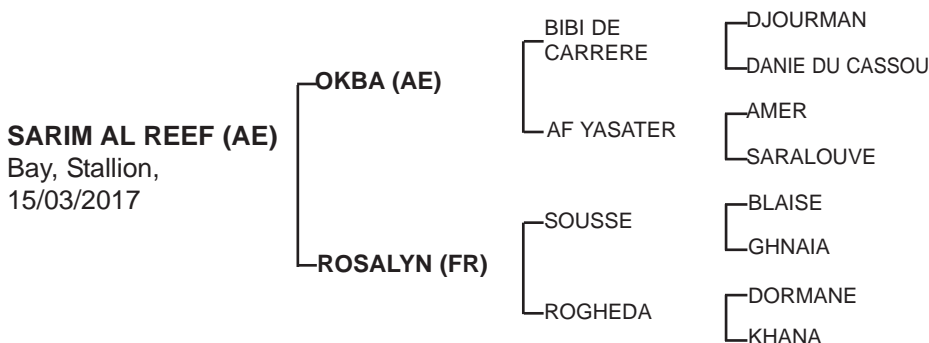 SARIM AL REEF (AE)
Bay, Stallion,
15/03/2017
OKBA (AE)
ROSALYN (FR)
BIBI DE
CARRERE
AF YASATER
SOUSSE
ROGHEDA
DJOURMAN
DANIE DU CASSOU
AMER
SARALOUVE
BLAISE
GHNAIA
DORMANE
KHANA